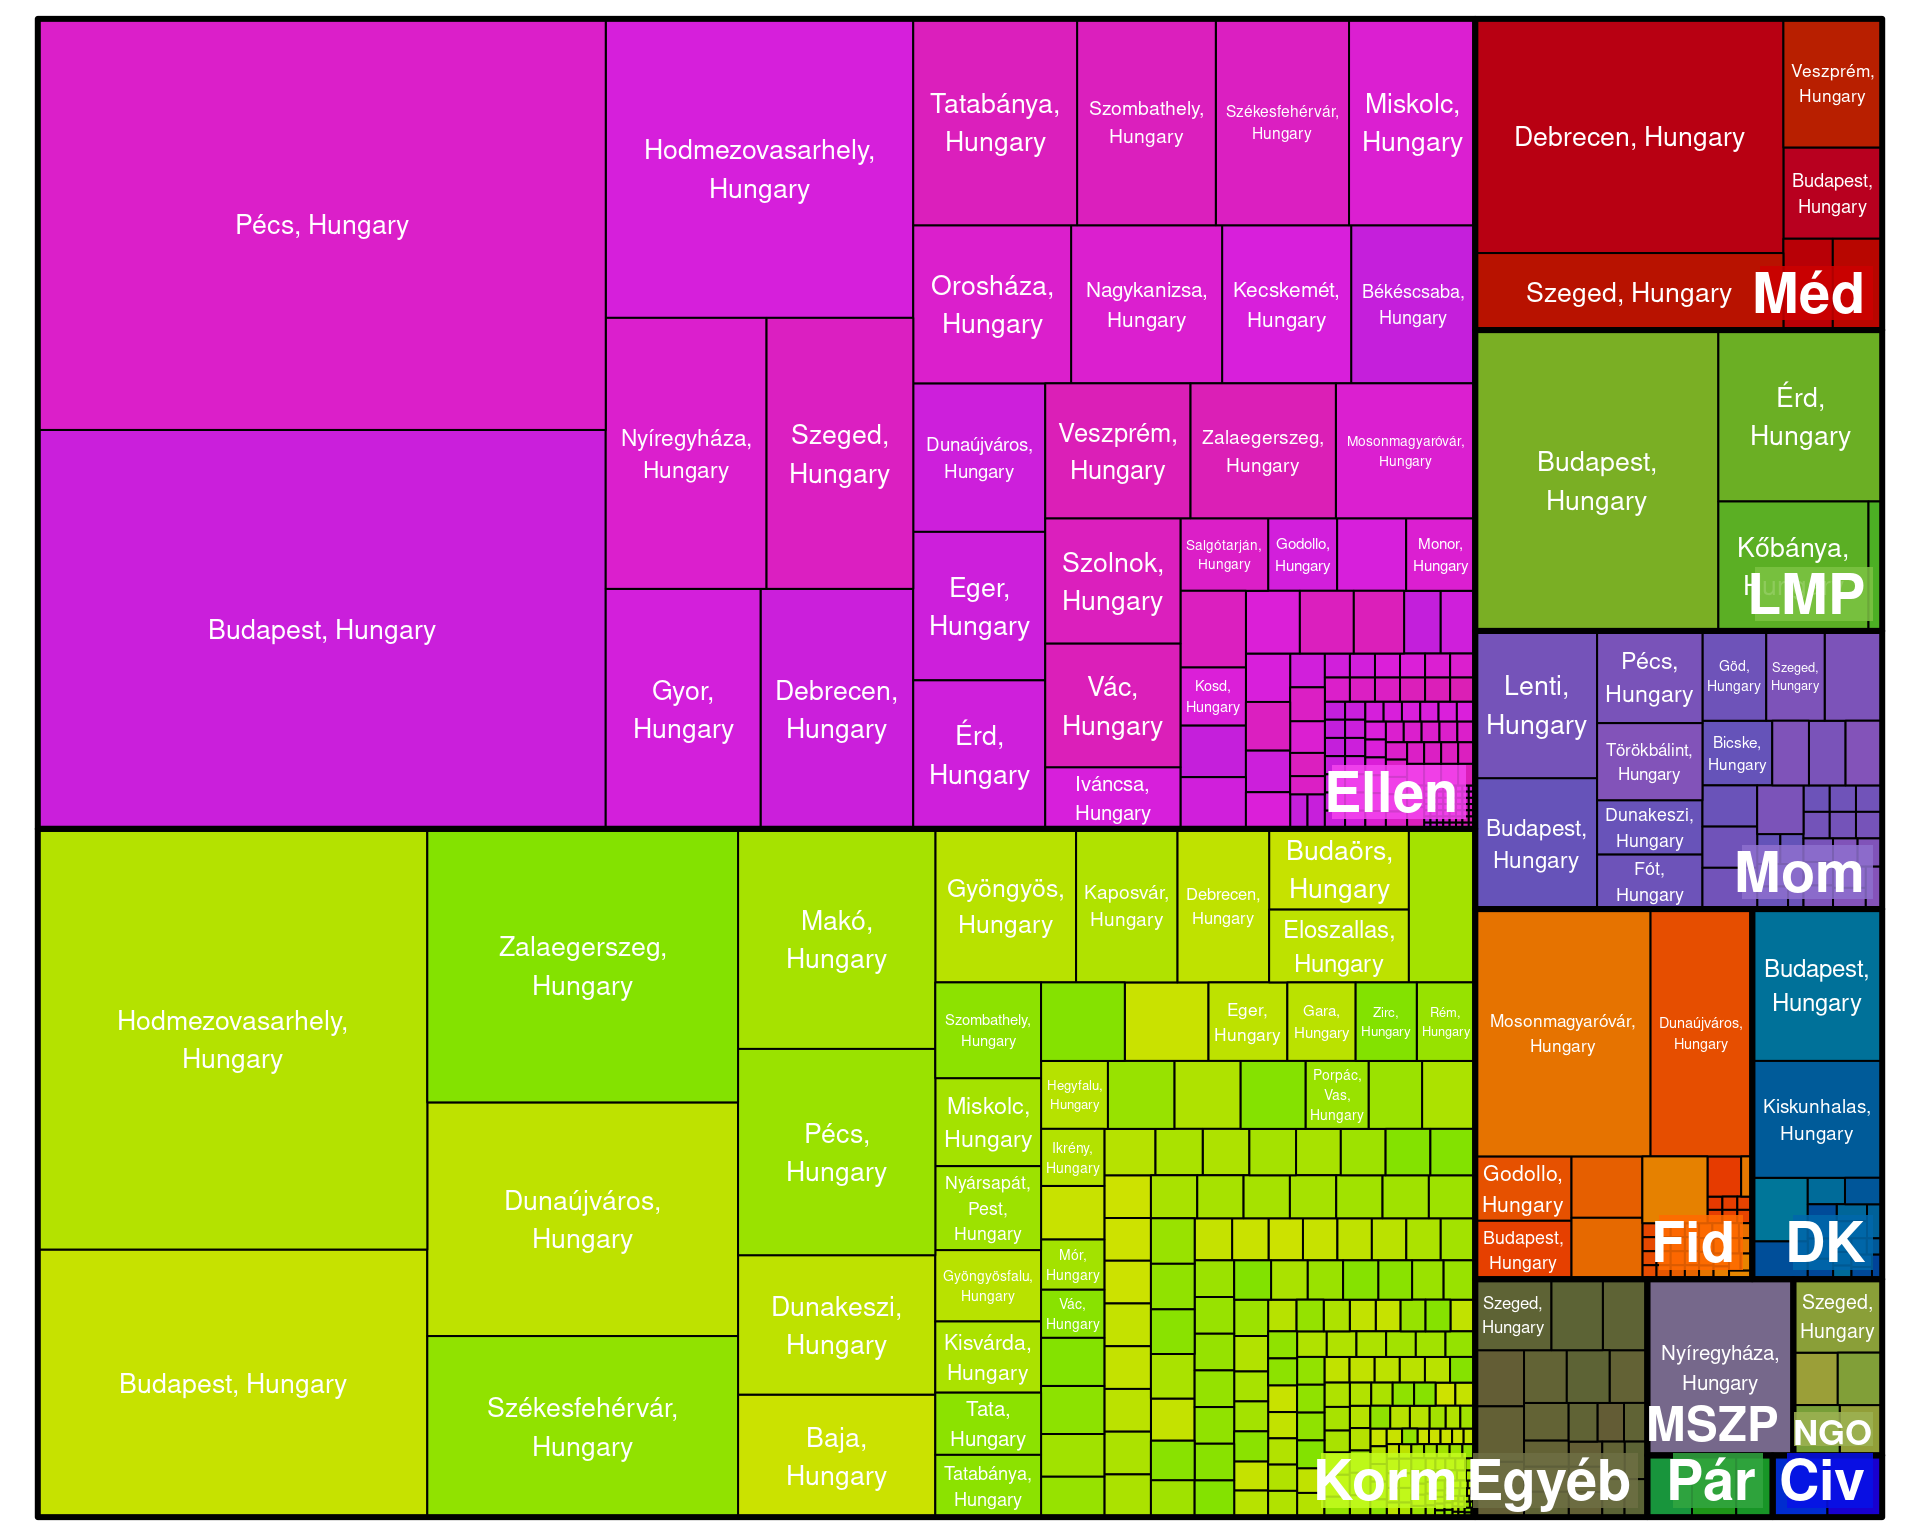 Pécs, Hungary
Budapest, Hungary
Hodmezovasarhely,
Hungary
Nyíregyháza,
Hungary
Szeged,
Hungary
Gyor,
Hungary
Debrecen,
Hungary
Tatabánya,
Hungary
Szombathely,
Hungary
Székesfehérvár,
Hungary
Miskolc,
Hungary
Orosháza,
Hungary
Nagykanizsa,
Hungary
Kecskemét,
Hungary
Békéscsaba,
Hungary
Dunaújváros,
Hungary
Eger,
Hungary
Érd,
Hungary
Veszprém,
Hungary
Zalaegerszeg,
Hungary
Mosonmagyaróvár,
Hungary
Szolnok,
Hungary
Vác,
Hungary
Iváncsa,
Hungary
Salgótarján,
Hungary
Godollo,
Hungary
Monor,
Hungary
Kosd,
Hungary
Ellen
Hodmezovasarhely,
Hungary
Budapest, Hungary
Zalaegerszeg,
Hungary
Dunaújváros,
Hungary
Székesfehérvár,
Hungary
Makó,
Hungary
Pécs,
Hungary
Dunakeszi,
Hungary
Baja,
Hungary
Gyöngyös,
Hungary
Kaposvár,
Hungary
Debrecen,
Hungary
Budaörs,
Hungary
Eloszallas,
Hungary
Szombathely,
Hungary
Miskolc,
Hungary
Nyársapát,
Pest,
Hungary
Gyöngyösfalu,
Hungary
Kisvárda,
Hungary
Tata,
Hungary
Tatabánya,
Hungary
Eger,
Hungary
Gara,
Hungary
Zirc,
Hungary
Rém,
Hungary
Hegyfalu,
Hungary
Porpác,
Vas,
Hungary
Ikrény,
Hungary
Mór,
Hungary
Vác,
Hungary
Korm
Debrecen, Hungary
Szeged, Hungary
Veszprém,
Hungary
Budapest,
Hungary
Méd
Budapest,
Hungary
Érd,
Hungary
Kőbánya,
Hungary
LMP
Lenti,
Hungary
Budapest,
Hungary
Pécs,
Hungary
Törökbálint,
Hungary
Dunakeszi,
Hungary
Fót,
Hungary
Göd,
Hungary
Szeged,
Hungary
Bicske,
Hungary
Mom
Mosonmagyaróvár,
Hungary
Dunaújváros,
Hungary
Godollo,
Hungary
Budapest,
Hungary
Fid
Budapest,
Hungary
Kiskunhalas,
Hungary
DK
Szeged,
Hungary
Egyéb
Nyíregyháza,
Hungary
MSZP
Szeged,
Hungary
NGO
Pár
Civ